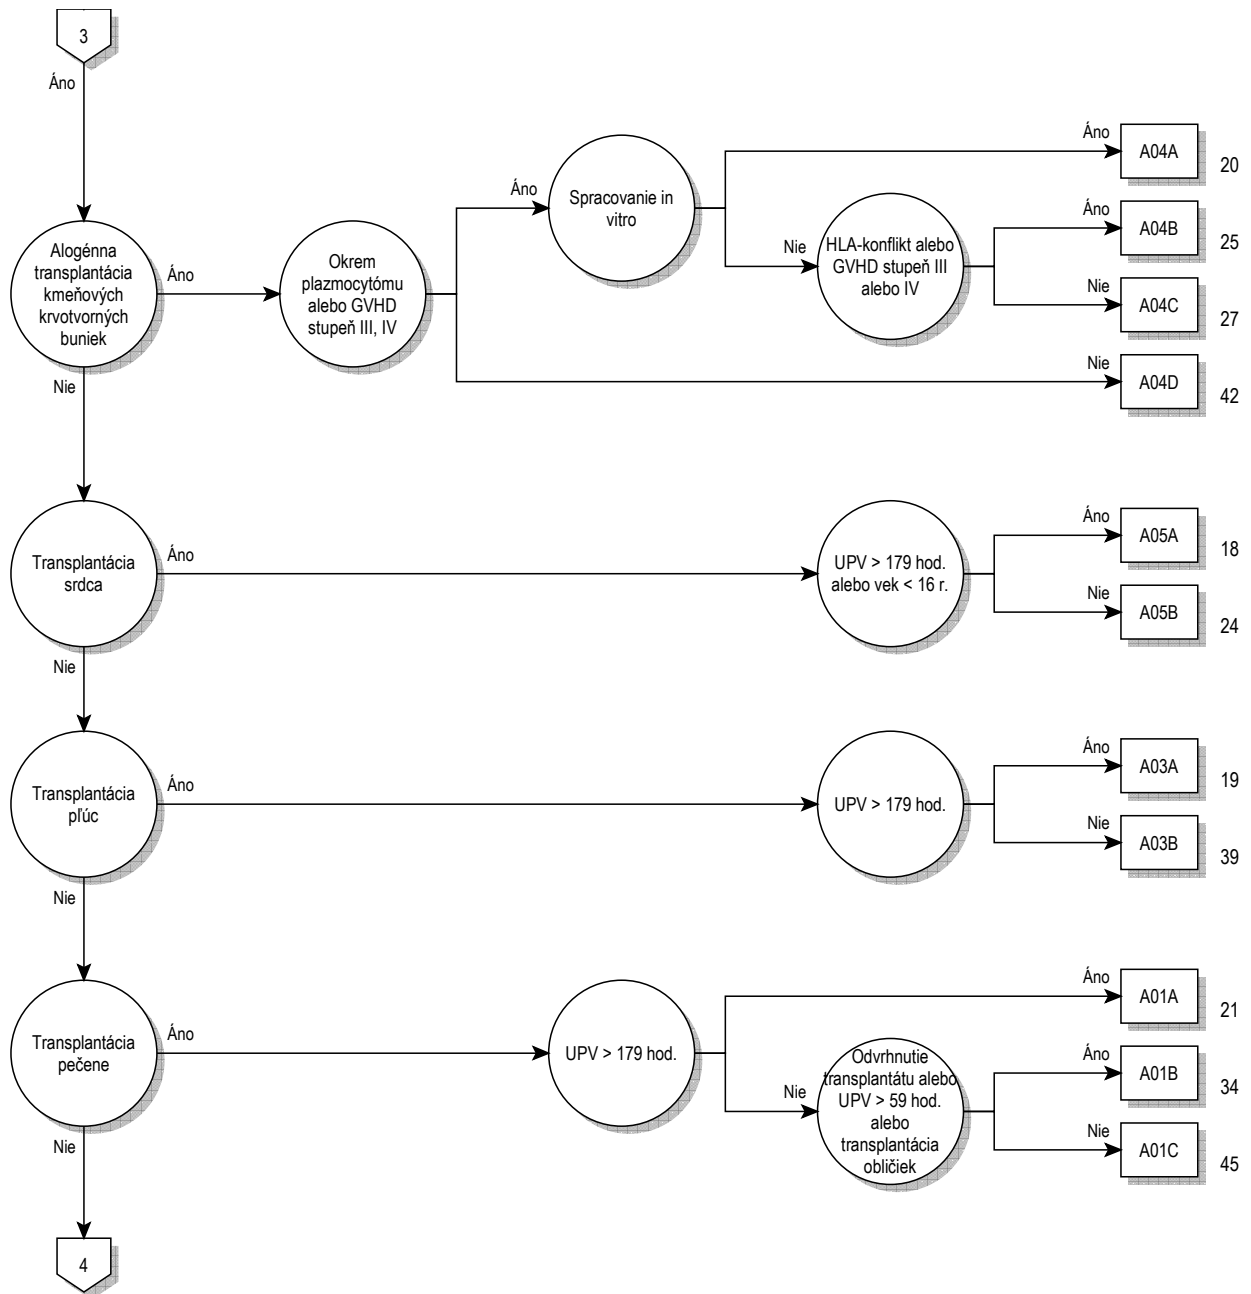 3
Áno
Alogénna
transplantácia
kmeňových
krvotvorných
buniek
Áno
Nie
Okrem
plazmocytómu
alebo GVHD
stupeň III, IV
Áno
Spracovanie in
vitro
Nie
HLA-konflikt alebo
GVHD stupeň III
alebo IV
Áno
A04A
20
Áno
A04B
25
Nie
A04C
27
Nie
A04D
42
Transplantácia
srdca
Áno
Nie
UPV > 179 hod.
alebo vek < 16 r.
Áno
A05A
18
Nie
A05B
24
Transplantácia
pľúc
Áno
Nie
UPV > 179 hod.
Áno
A03A
19
Nie
A03B
39
Transplantácia
pečene
Áno
Nie
UPV > 179 hod.
Nie
Odvrhnutie
transplantátu alebo
UPV > 59 hod.
alebo
transplantácia
obličiek
Áno
A01A
21
Áno
A01B
34
Nie
A01C
45
4